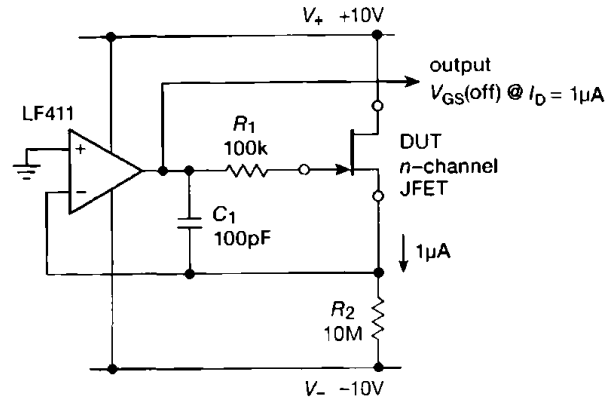 V+ +10V
output
VGS(off) @ ID = 1µA
LF411
R1
100k
DUT
n-channel
JFET
+
−
C1
100pF
1µA
R2
10M
V− −10V